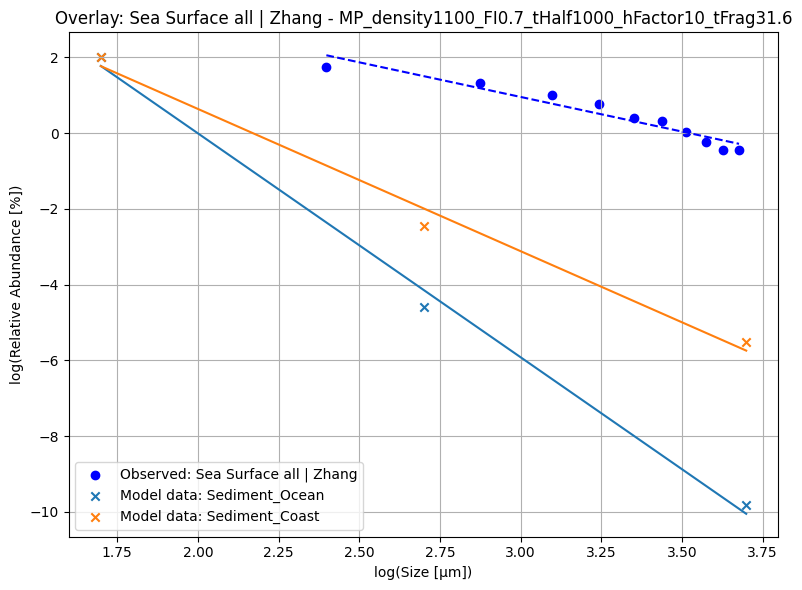 Overlay: Sea Surface all | Zhang - MP_density1100_FI0.7_tHalf1000_hFactor10_tFrag31.6
log(Relative Abundance [%])
2
0
−2
−4
−6
−8
−10
Observed: Sea Surface all | Zhang
Model data: Sediment_Ocean
Model data: Sediment_Coast
1.75 2.00 2.25 2.50 2.75 3.00 3.25 3.50 3.75
log(Size [μm])